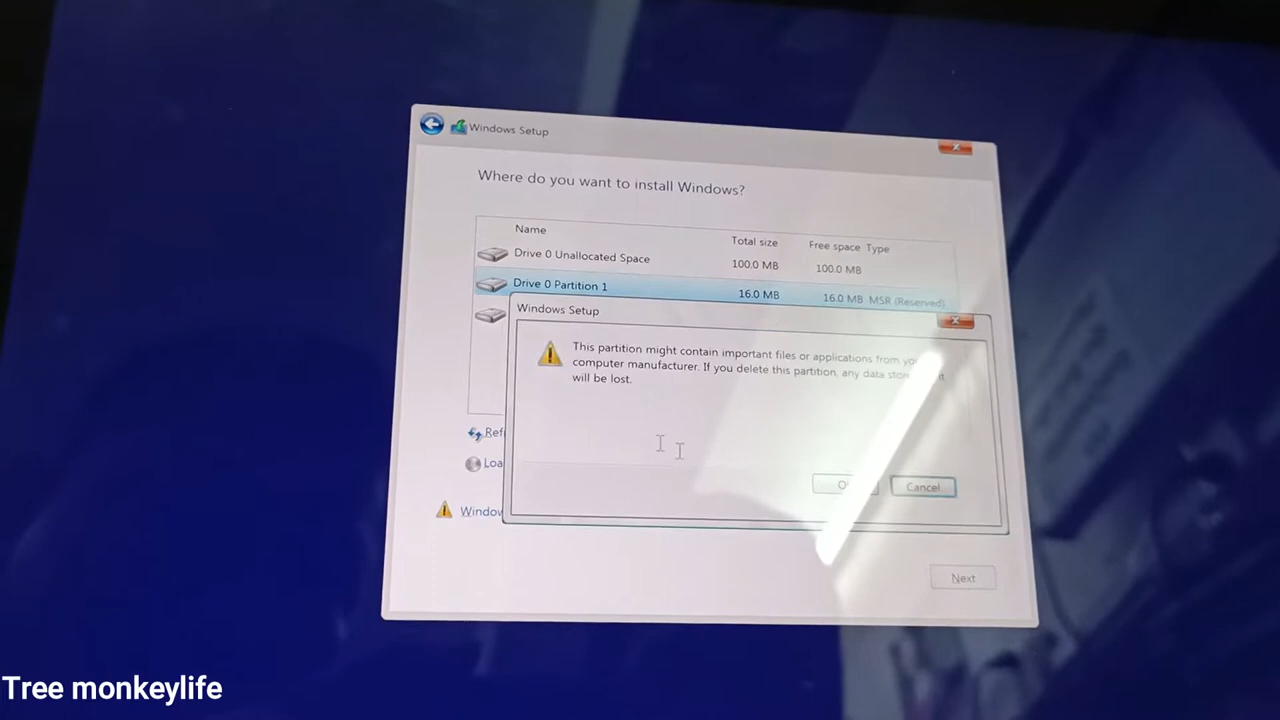 Windows Setup
Where do you want to install Windows?
Name Total size Free space Type
Drive 0 Unallocated Space 100.0 MB 100.0 MB
Drive 0 Partition 1 16.0 MB 16.0 MB MSR (Reserved)
Windows Setup
This partition might contain important files or applications from
computer manufacturer. If you delete this partition, any data
will be lost.
Cancel
Next
Tree monkeylife